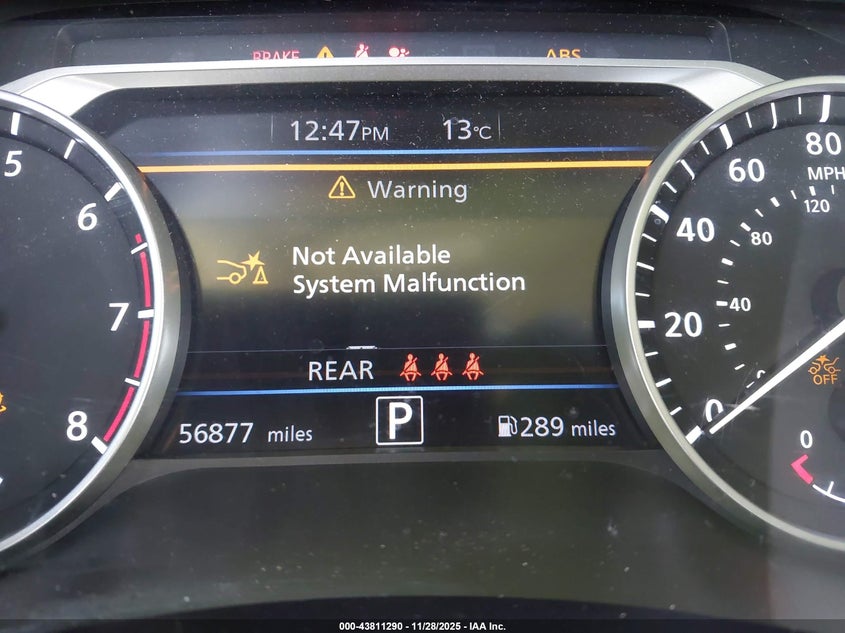 BRAKE ABS
12:47PM 13°C
Warning
Not Available
System Malfunction
REAR
56877 miles P 289 miles
5
6
7
8
80
60
MPH
120
40
80
40
20
0
0
OFF
0
000-43811290 - 11/28/2025 - IAA Inc.